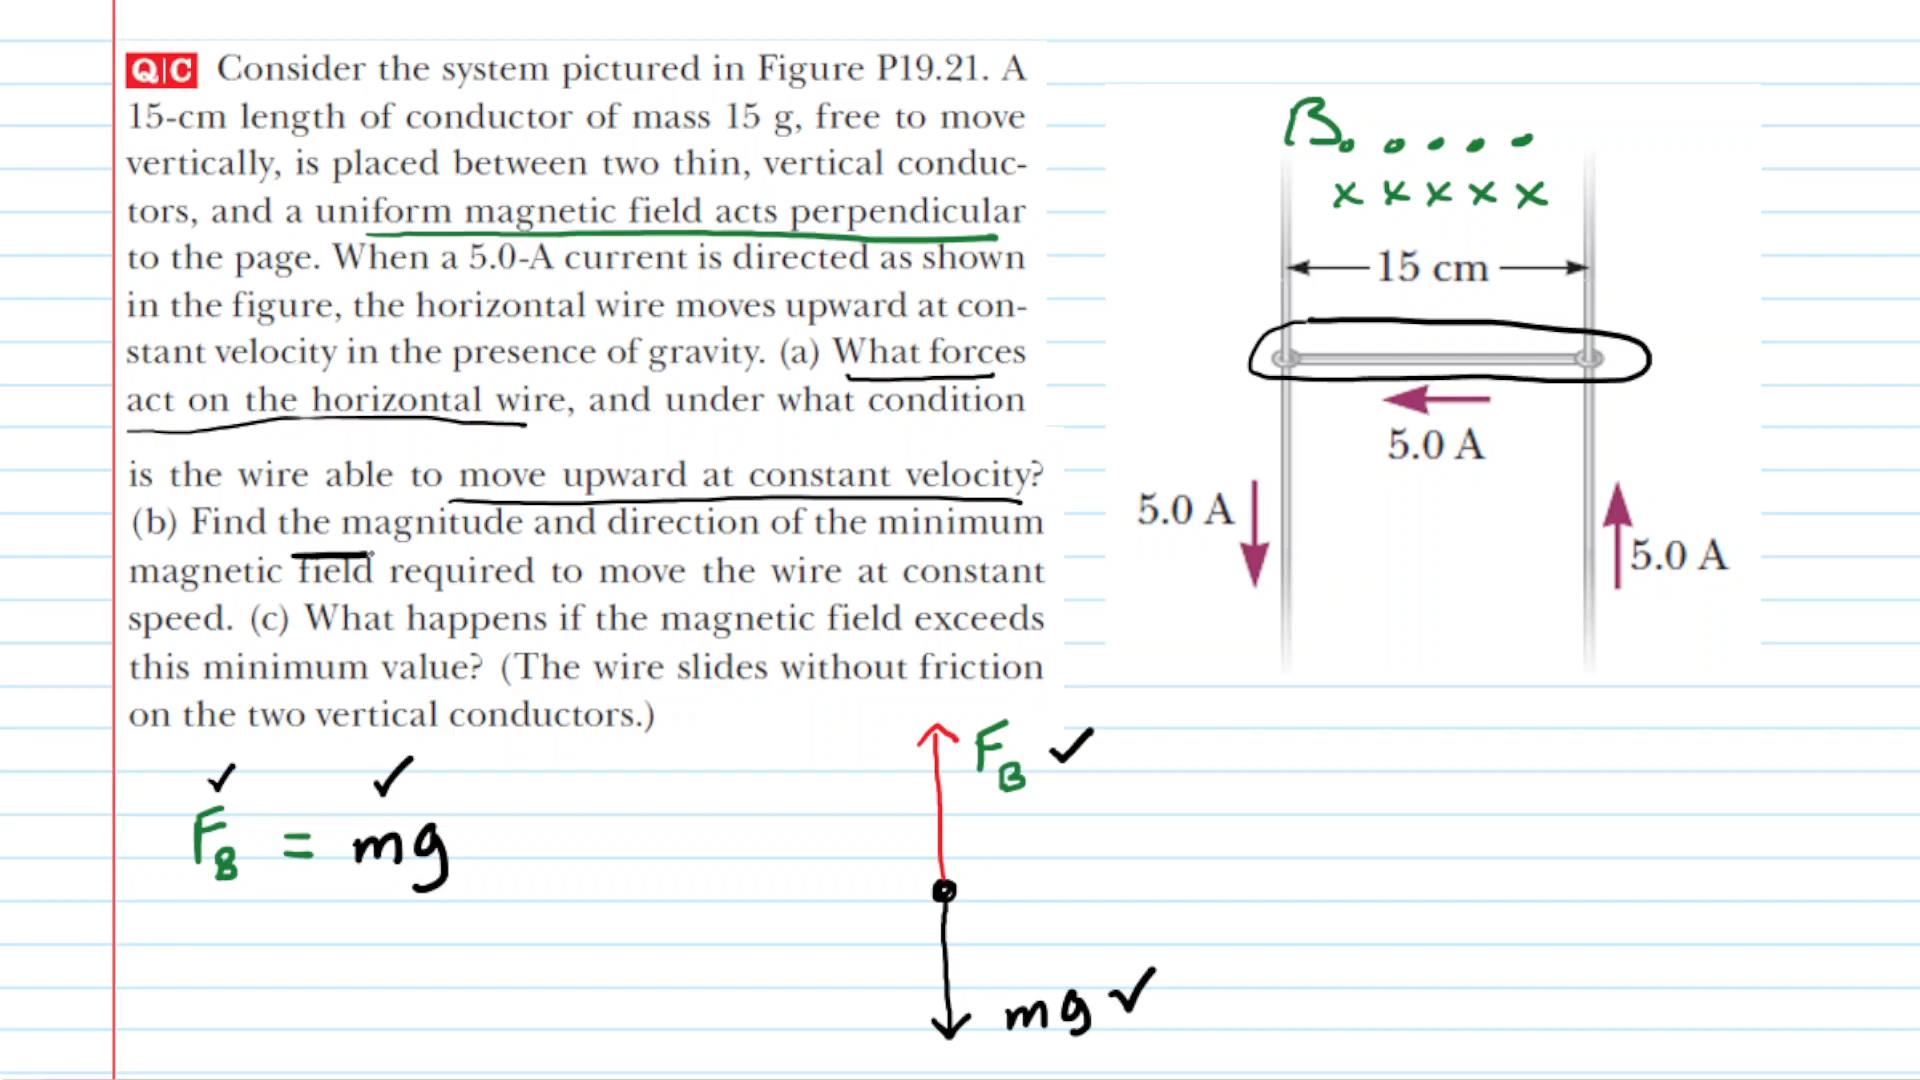 Q|C Consider the system pictured in Figure P19.21. A
15-cm length of conductor of mass 15 g, free to move
vertically, is placed between two thin, vertical conduc-
tors, and a uniform magnetic field acts perpendicular
to the page. When a 5.0-A current is directed as shown
in the figure, the horizontal wire moves upward at con-
stant velocity in the presence of gravity. (a) What forces
act on the horizontal wire, and under what condition
is the wire able to move upward at constant velocity?
(b) Find the magnitude and direction of the minimum
magnetic field required to move the wire at constant
speed. (c) What happens if the magnetic field exceeds
this minimum value? (The wire slides without friction
on the two vertical conductors.)
B
x x x x x
15 cm
5.0 A
5.0 A
5.0 A
F_B ✓
✓ ✓
F_B = mg
mg ✓